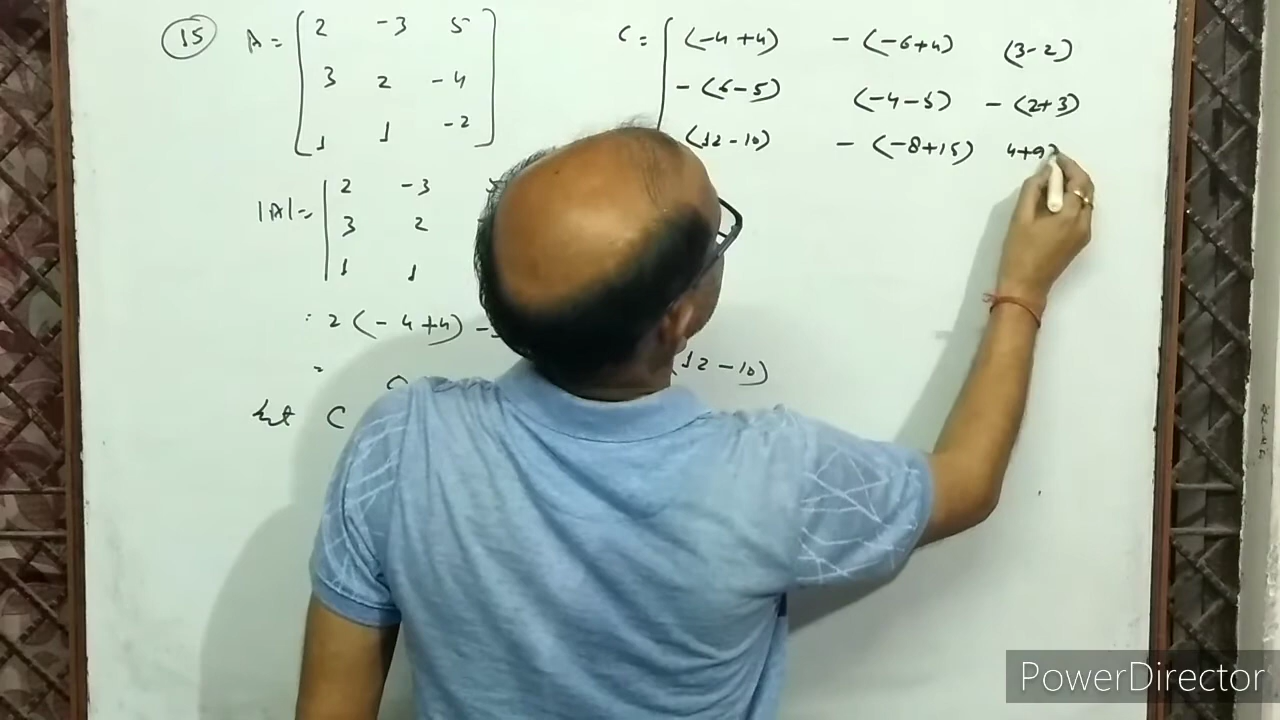 15 A = [ 2 -3 5
3 2 -4
1 1 -2 ]
|A| = | 2 -3
3 2
1 1
= 2 (-4+4) -
= (12-10)
Let C
C = [ (-4+4) -(-6+4) (3-2)
-(6-5) (-4-5) -(2+3)
(12-10) -(-8+15) 4+9)
PowerDirector